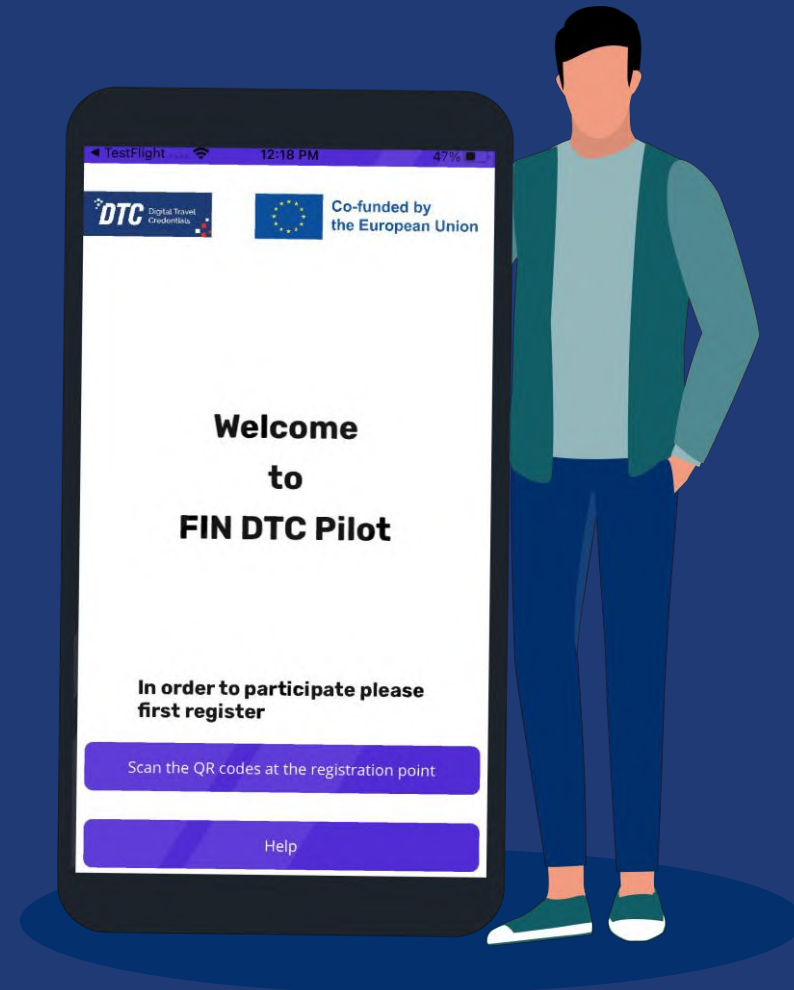 ◄ TestFlight 12:18 PM 47%
DTC Digital Travel
Credentials
Co-funded by
the European Union
Welcome
to
FIN DTC Pilot
In order to participate please
first register
Scan the QR codes at the registration point
Help